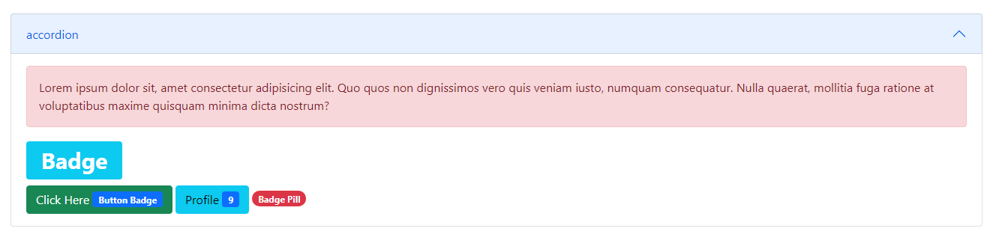 accordion
Lorem ipsum dolor sit, amet consectetur adipisicing elit. Quo quos non dignissimos vero quis veniam iusto, numquam consequatur. Nulla quaerat, mollitia fuga ratione at
voluptatibus maxime quisquam minima dicta nostrum?
Badge
Click Here Button Badge Profile 9 Badge Pill